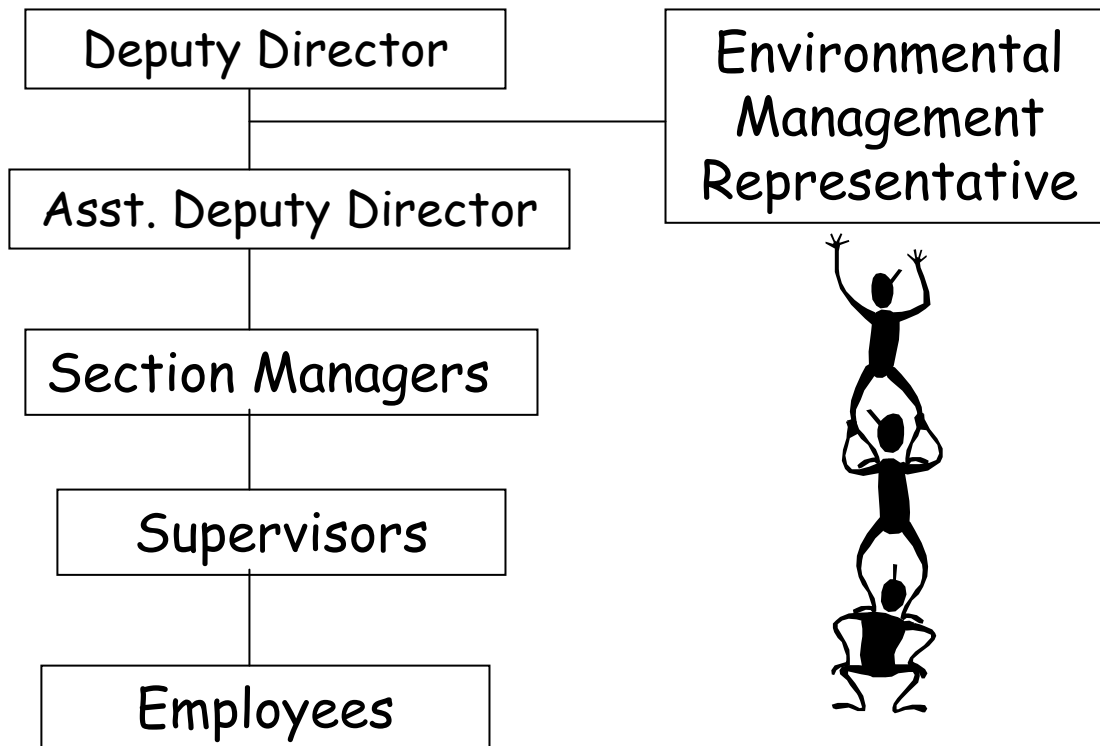 Deputy Director
Environmental
Management
Representative
Asst. Deputy Director
Section Managers
Supervisors
Employees